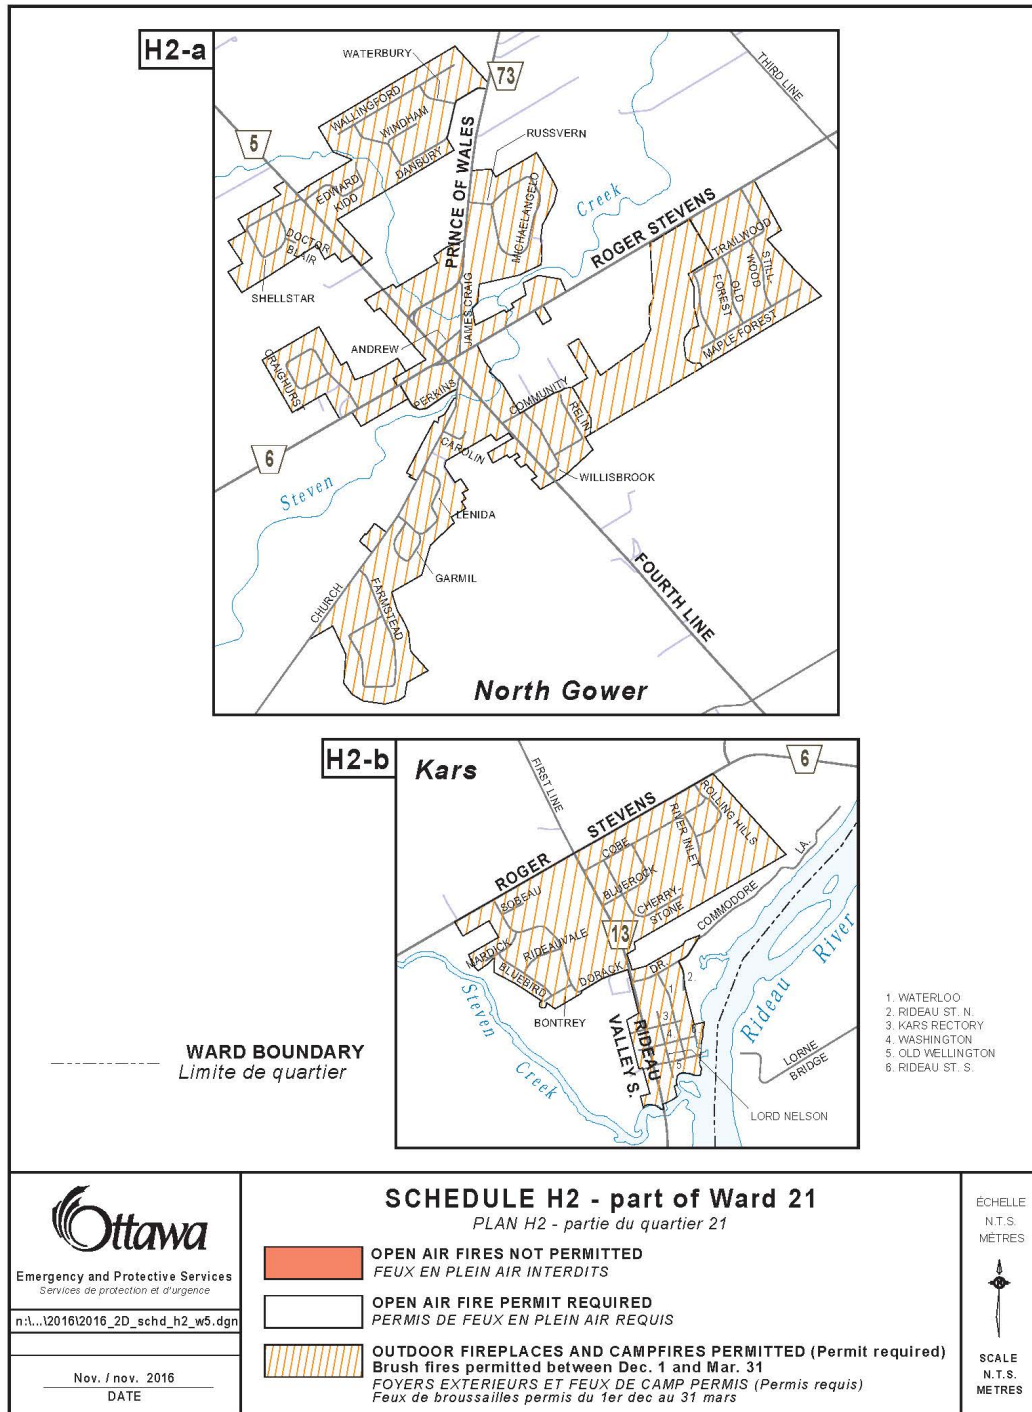 H2-a
WATERBURY
73
THIRD LINE
WALLINGFORD
WINDHAM
RUSSVERN
5
DANBURY
PRINCE OF WALES
EDWARD
KIDD
MICHAELANGELO
Creek
ROGER STEVENS
DOCTOR
BLAIR
TRAILWOOD
STILL-
WOOD
OLD
FOREST
SHELLSTAR
JAMES CRAIG
ANDREW
MAPLE FOREST
CRAIGHURST
PERKINS
COMMUNITY
RELIN
6
CAROLIN
Steven
WILLISBROOK
LENIDA
FOURTH LINE
GARMIL
CHURCH
FARMSTEAD
North Gower
H2-b
Kars
FIRST LINE
6
ROLLING HILLS
STEVENS
RIVER INLET
COBE
LA.
ROGER
BLUEROCK
SOBEAU
CHERRY-
STONE
COMMODORE
13
RIDEAUVALE
NARDICK
BLUEBIRD
DORACK
DR.
2.
1.
Steven
Creek
BONTREY
3.
4.
RIDEAU
VALLEY S.
5.
6.
Rideau River
LORNE
BRIDGE
LORD NELSON
1. WATERLOO
2. RIDEAU ST. N.
3. KARS RECTORY
4. WASHINGTON
5. OLD WELLINGTON
6. RIDEAU ST. S.
WARD BOUNDARY
Limite de quartier
Ottawa
Emergency and Protective Services
Services de protection et d'urgence
n:\...\2016\2016_2D_schd_h2_w5.dgn
Nov. / nov. 2016
DATE
SCHEDULE H2 - part of Ward 21
PLAN H2 - partie du quartier 21
OPEN AIR FIRES NOT PERMITTED
FEUX EN PLEIN AIR INTERDITS
OPEN AIR FIRE PERMIT REQUIRED
PERMIS DE FEUX EN PLEIN AIR REQUIS
OUTDOOR FIREPLACES AND CAMPFIRES PERMITTED (Permit required)
Brush fires permitted between Dec. 1 and Mar. 31
FOYERS EXTERIEURS ET FEUX DE CAMP PERMIS (Permis requis)
Feux de broussailles permis du 1er dec au 31 mars
ÉCHELLE
N.T.S.
MÈTRES
SCALE
N.T.S.
METRES